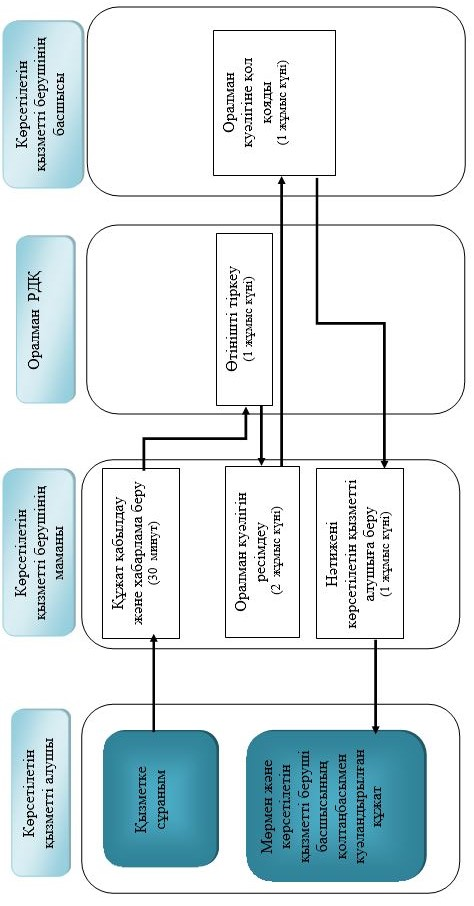 Көрсетілетін
қызметті алушы
Көрсетілетін
қызметті берушінің
маманы
Оралман РДҚ
Көрсетілетін
қызметті берушінің
басшысы
Қызметке
сұраным
Құжат қабылдау
және хабарлама беру
(30 минут)
Өтінішті тіркеу
(1 жұмыс күні)
Оралман куәлігін
ресімдеу
(2 жұмыс күні)
Оралман
куәлігіне қол
қояды
(1 жұмыс күні)
Нәтижені
көрсетілетін қызметті
алушыға беру
(1 жұмыс күні)
Мөрмен және
көрсетілетін
қызметті беруші
басшысының
қолтаңбасымен
куәландырылған
құжат